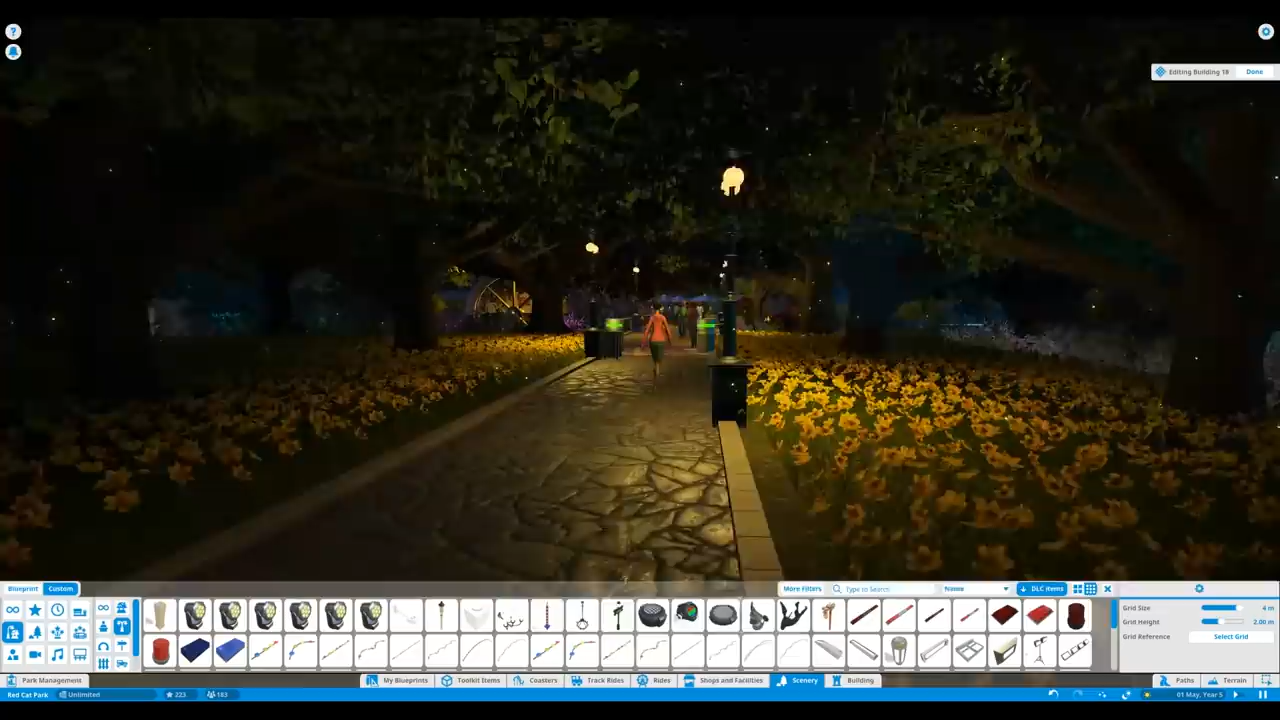 ?
Editing Building 18 Done
Blueprint Custom
More Filters Type to Search Name DLC items
Grid Size 4 m
Grid Height 2.00 m
Grid Reference Select Grid
Park Management My Blueprints Toolkit Items Coasters Track Rides Rides Shops and Facilities Scenery Building Paths Terrain
Red Cat Park Unlimited 223 183 01 May, Year 5